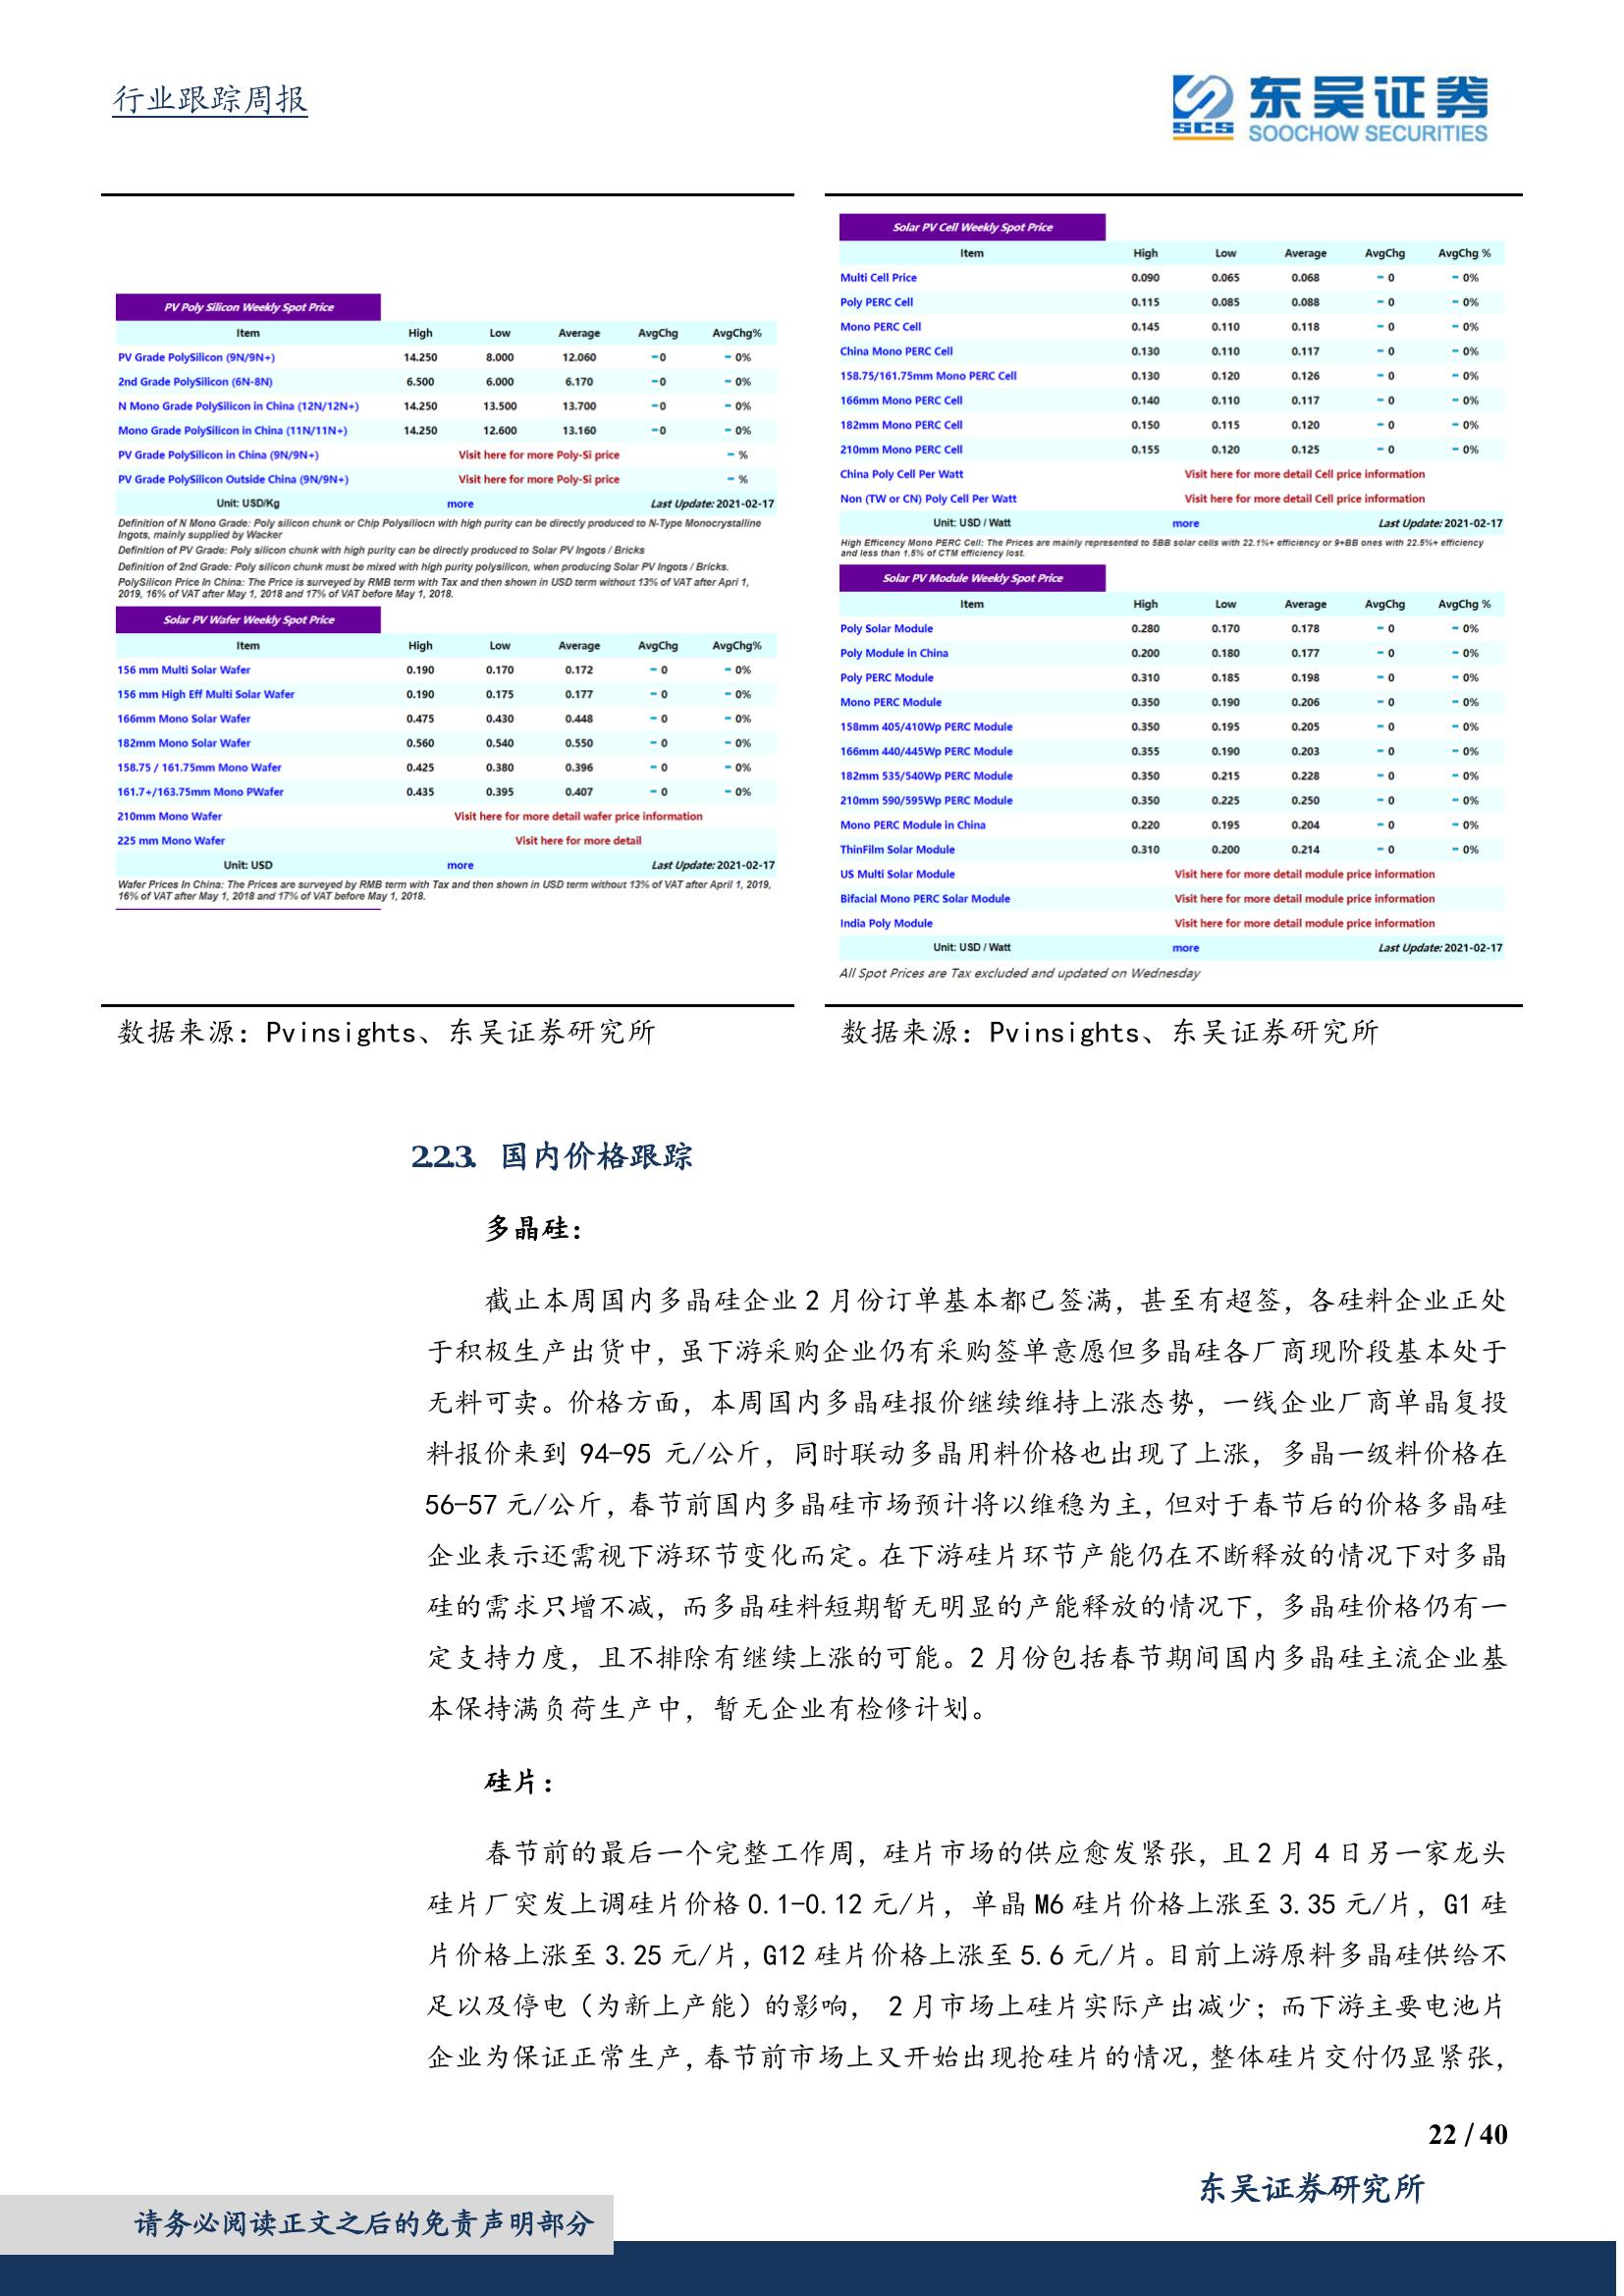 行业跟踪周报
SCS 东吴证券
SOOCHOW SECURITIES
PV Poly Silicon Weekly Spot Price
Item High Low Average AvgChg AvgChg%
PV Grade PolySilicon (9N/9N+) 14.250 8.000 12.060 0 0%
2nd Grade PolySilicon (6N-8N) 6.500 6.000 6.170 0 0%
N Mono Grade PolySilicon in China (12N/12N+) 14.250 13.500 13.700 0 0%
Mono Grade PolySilicon in China (11N/11N+) 14.250 12.600 13.160 0 0%
PV Grade PolySilicon in China (9N/9N+) Visit here for more Poly-Si price %
PV Grade PolySilicon Outside China (9N/9N+) Visit here for more Poly-Si price %
Unit: USD/Kg more Last Update: 2021-02-17
Definition of N Mono Grade: Poly silicon chunk or Chip Polysiliocn with high purity can be directly produced to N-Type Monocrystalline
Ingots, mainly supplied by Wacker
Definition of PV Grade: Poly silicon chunk with high purity can be directly produced to Solar PV Ingots / Bricks
Definition of 2nd Grade: Poly silicon chunk must be mixed with high purity polysilicon, when producing Solar PV Ingots / Bricks.
PolySilicon Price In China: The Price is surveyed by RMB term with Tax and then shown in USD term without 13% of VAT after Apri 1,
2019, 16% of VAT after May 1, 2018 and 17% of VAT before May 1, 2018.
Solar PV Wafer Weekly Spot Price
Item High Low Average AvgChg AvgChg%
156 mm Multi Solar Wafer 0.190 0.170 0.172 0 0%
156 mm High Eff Multi Solar Wafer 0.190 0.175 0.177 0 0%
166mm Mono Solar Wafer 0.475 0.430 0.448 0 0%
182mm Mono Solar Wafer 0.560 0.540 0.550 0 0%
158.75 / 161.75mm Mono Wafer 0.425 0.380 0.396 0 0%
161.7+/163.75mm Mono PWafer 0.435 0.395 0.407 0 0%
210mm Mono Wafer Visit here for more detail wafer price information
225 mm Mono Wafer Visit here for more detail
Unit: USD more Last Update: 2021-02-17
Wafer Prices In China: The Prices are surveyed by RMB term with Tax and then shown in USD term without 13% of VAT after April 1, 2019,
16% of VAT after May 1, 2018 and 17% of VAT before May 1, 2018.
数据来源：Pvinsights、东吴证券研究所
Solar PV Cell Weekly Spot Price
Item High Low Average AvgChg AvgChg %
Multi Cell Price 0.090 0.065 0.068 0 0%
Poly PERC Cell 0.115 0.085 0.088 0 0%
Mono PERC Cell 0.145 0.110 0.118 0 0%
China Mono PERC Cell 0.130 0.110 0.117 0 0%
158.75/161.75mm Mono PERC Cell 0.130 0.120 0.126 0 0%
166mm Mono PERC Cell 0.140 0.110 0.117 0 0%
182mm Mono PERC Cell 0.150 0.115 0.120 0 0%
210mm Mono PERC Cell 0.155 0.120 0.125 0 0%
China Poly Cell Per Watt Visit here for more detail Cell price information
Non (TW or CN) Poly Cell Per Watt Visit here for more detail Cell price information
Unit: USD / Watt more Last Update: 2021-02-17
High Efficency Mono PERC Cell: The Prices are mainly represented to 5BB solar cells with 22.1%+ efficiency or 9+BB ones with 22.5%+ efficiency
and less than 1.5% of CTM efficiency lost.
Solar PV Module Weekly Spot Price
Item High Low Average AvgChg AvgChg %
Poly Solar Module 0.280 0.170 0.178 0 0%
Poly Module in China 0.200 0.180 0.177 0 0%
Poly PERC Module 0.310 0.185 0.198 0 0%
Mono PERC Module 0.350 0.190 0.206 0 0%
158mm 405/410Wp PERC Module 0.350 0.195 0.205 0 0%
166mm 440/445Wp PERC Module 0.355 0.190 0.203 0 0%
182mm 535/540Wp PERC Module 0.350 0.215 0.228 0 0%
210mm 590/595Wp PERC Module 0.350 0.225 0.250 0 0%
Mono PERC Module in China 0.220 0.195 0.204 0 0%
ThinFilm Solar Module 0.310 0.200 0.214 0 0%
US Multi Solar Module Visit here for more detail module price information
Bifacial Mono PERC Solar Module Visit here for more detail module price information
India Poly Module Visit here for more detail module price information
Unit: USD / Watt more Last Update: 2021-02-17
All Spot Prices are Tax excluded and updated on Wednesday
数据来源：Pvinsights、东吴证券研究所
2.2.3. 国内价格跟踪
多晶硅：
截止本周国内多晶硅企业 2 月份订单基本都已签满，甚至有超签，各硅料企业正处
于积极生产出货中，虽下游采购企业仍有采购签单意愿但多晶硅各厂商现阶段基本处于
无料可卖。价格方面，本周国内多晶硅报价继续维持上涨态势，一线企业厂商单晶复投
料报价来到 94-95 元/公斤，同时联动多晶用料价格也出现了上涨，多晶一级料价格在
56-57 元/公斤，春节前国内多晶硅市场预计将以维稳为主，但对于春节后的价格多晶硅
企业表示还需视下游环节变化而定。在下游硅片环节产能仍在不断释放的情况下对多晶
硅的需求只增不减，而多晶硅料短期暂无明显的产能释放的情况下，多晶硅价格仍有一
定支持力度，且不排除有继续上涨的可能。2 月份包括春节期间国内多晶硅主流企业基
本保持满负荷生产中，暂无企业有检修计划。
硅片：
春节前的最后一个完整工作周，硅片市场的供应愈发紧张，且 2 月 4 日另一家龙头
硅片厂突发上调硅片价格 0.1-0.12 元/片，单晶 M6 硅片价格上涨至 3.35 元/片，G1 硅
片价格上涨至 3.25 元/片，G12 硅片价格上涨至 5.6 元/片。目前上游原料多晶硅供给不
足以及停电（为新上产能）的影响， 2 月市场上硅片实际产出减少；而下游主要电池片
企业为保证正常生产，春节前市场上又开始出现抢硅片的情况，整体硅片交付仍显紧张，
22 / 40
东吴证券研究所
请务必阅读正文之后的免责声明部分